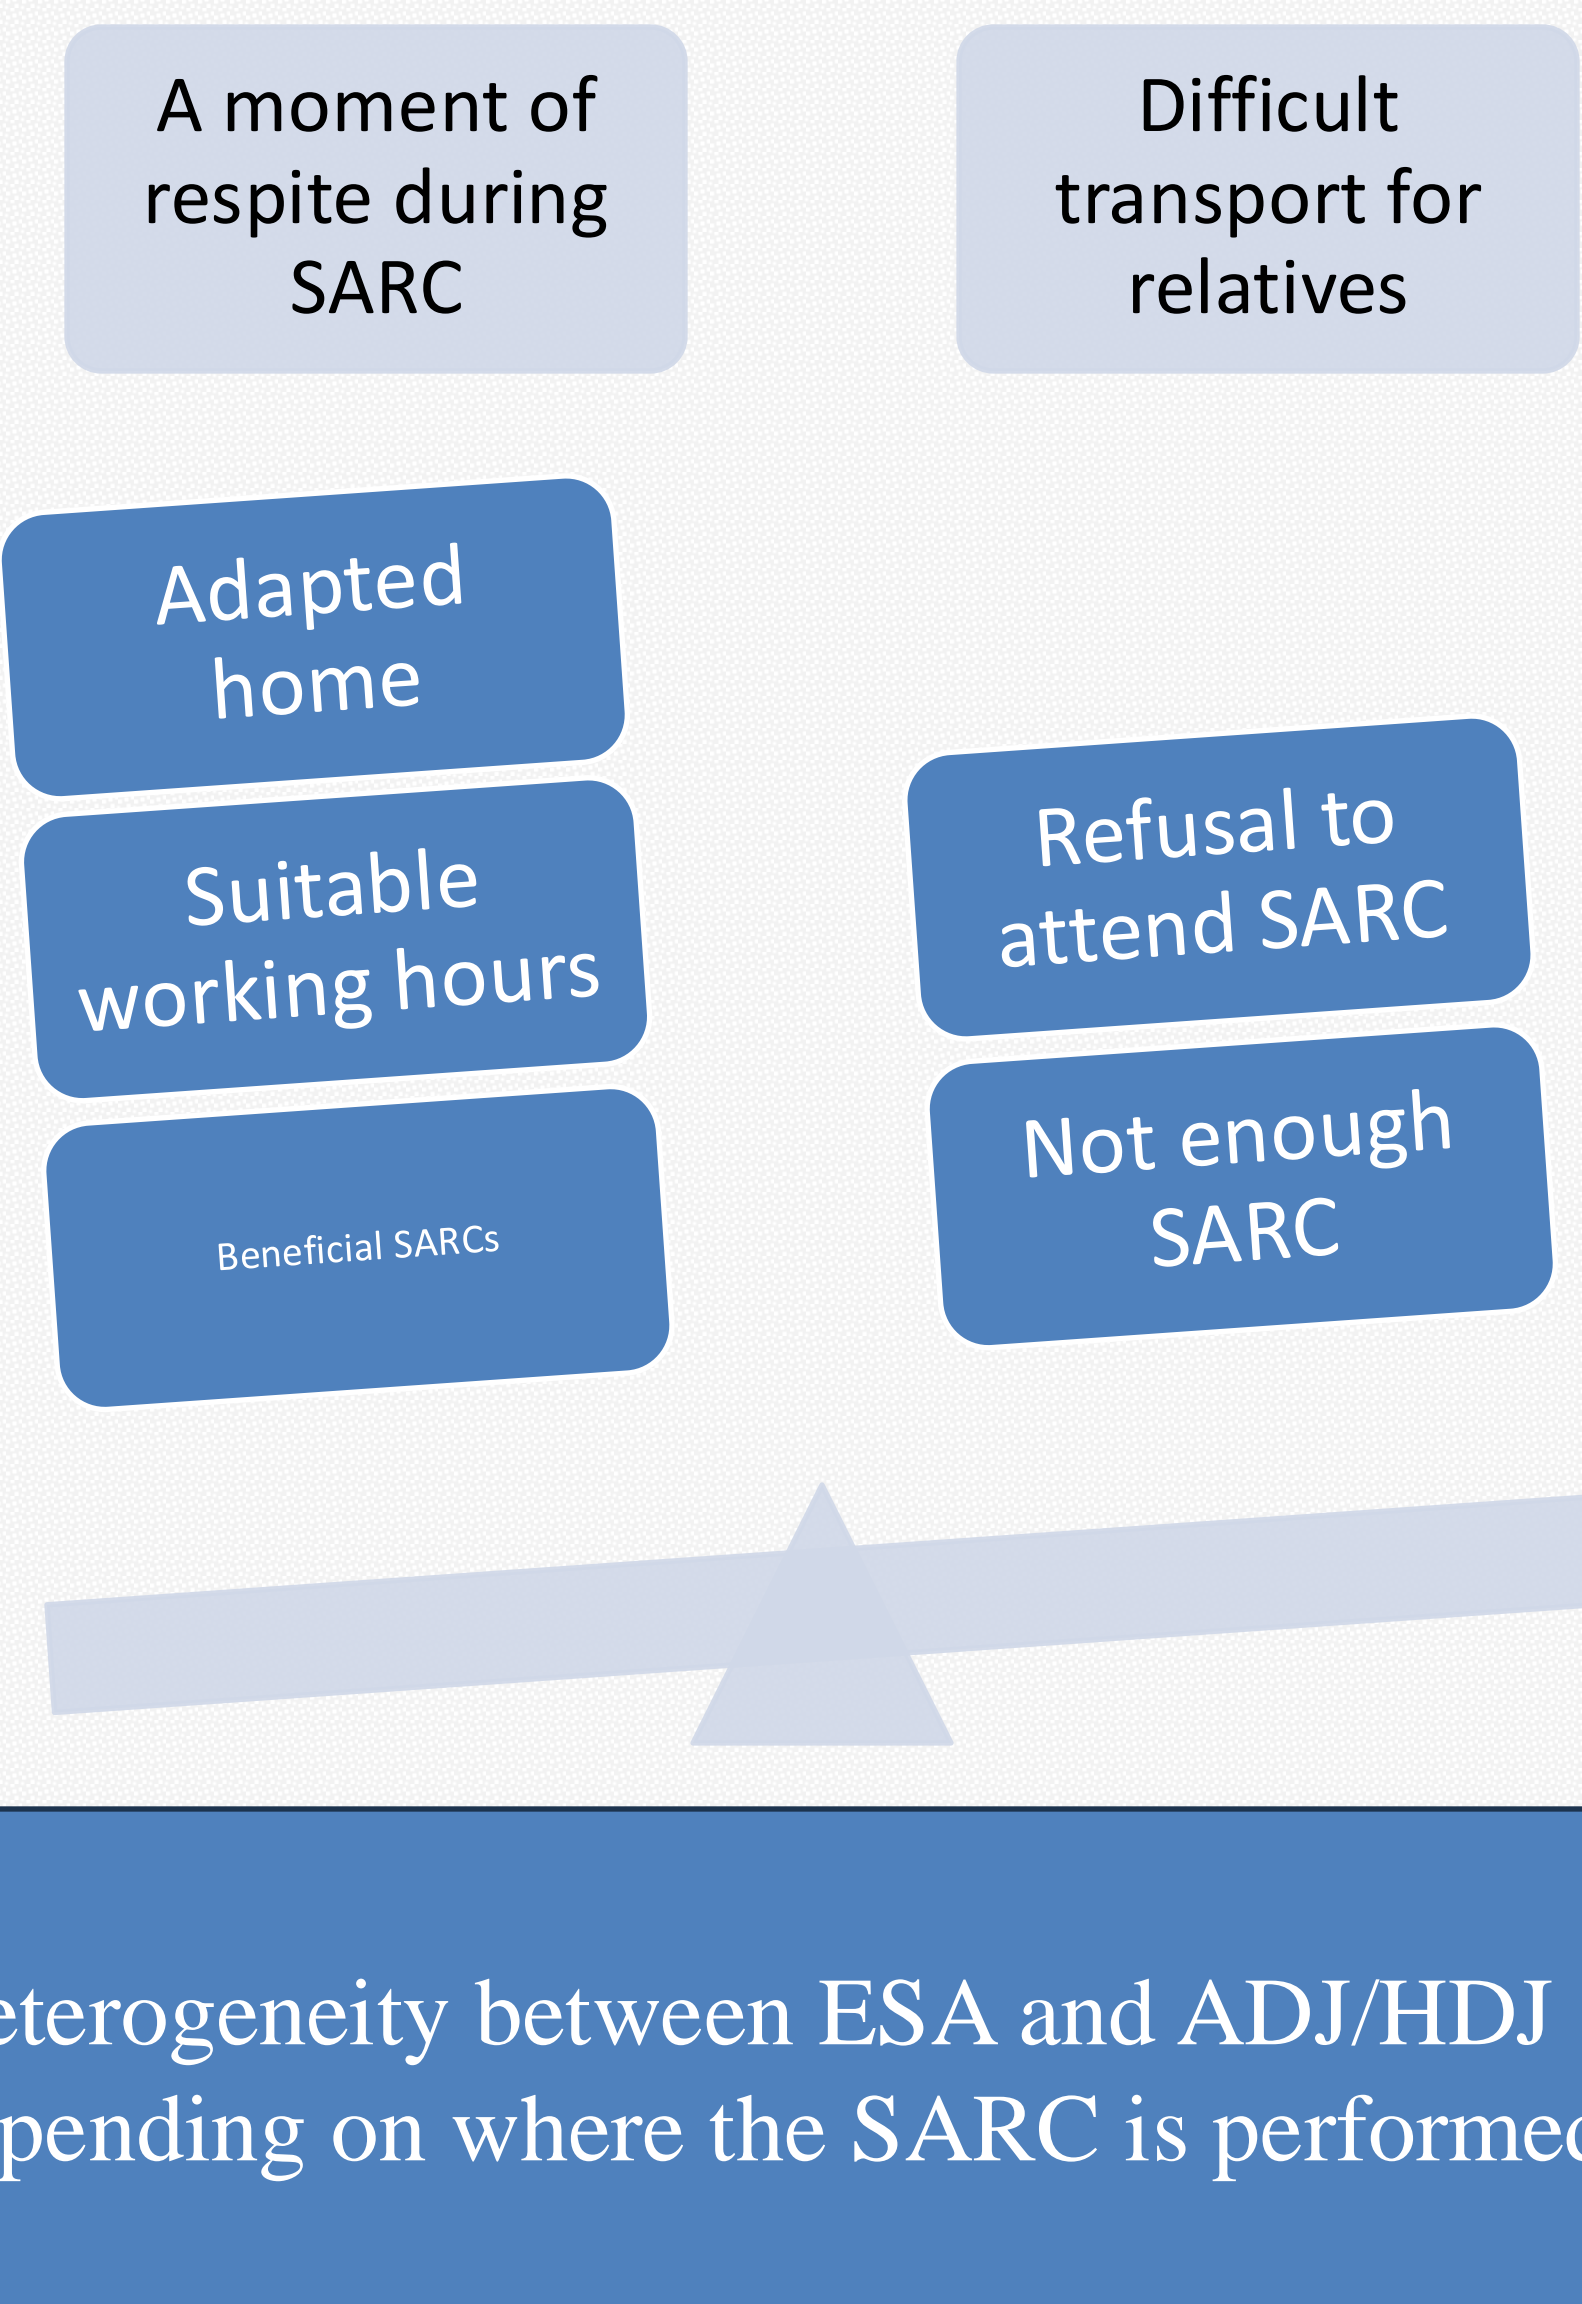 A moment of
respite during
SARC
Difficult
transport for
relatives
Adapted
home
Suitable
working hours
Beneficial SARCs
Refusal to
attend SARC
Not enough
SARC
eterogeneity between ESA and ADJ/HDJ
pending on where the SARC is performed